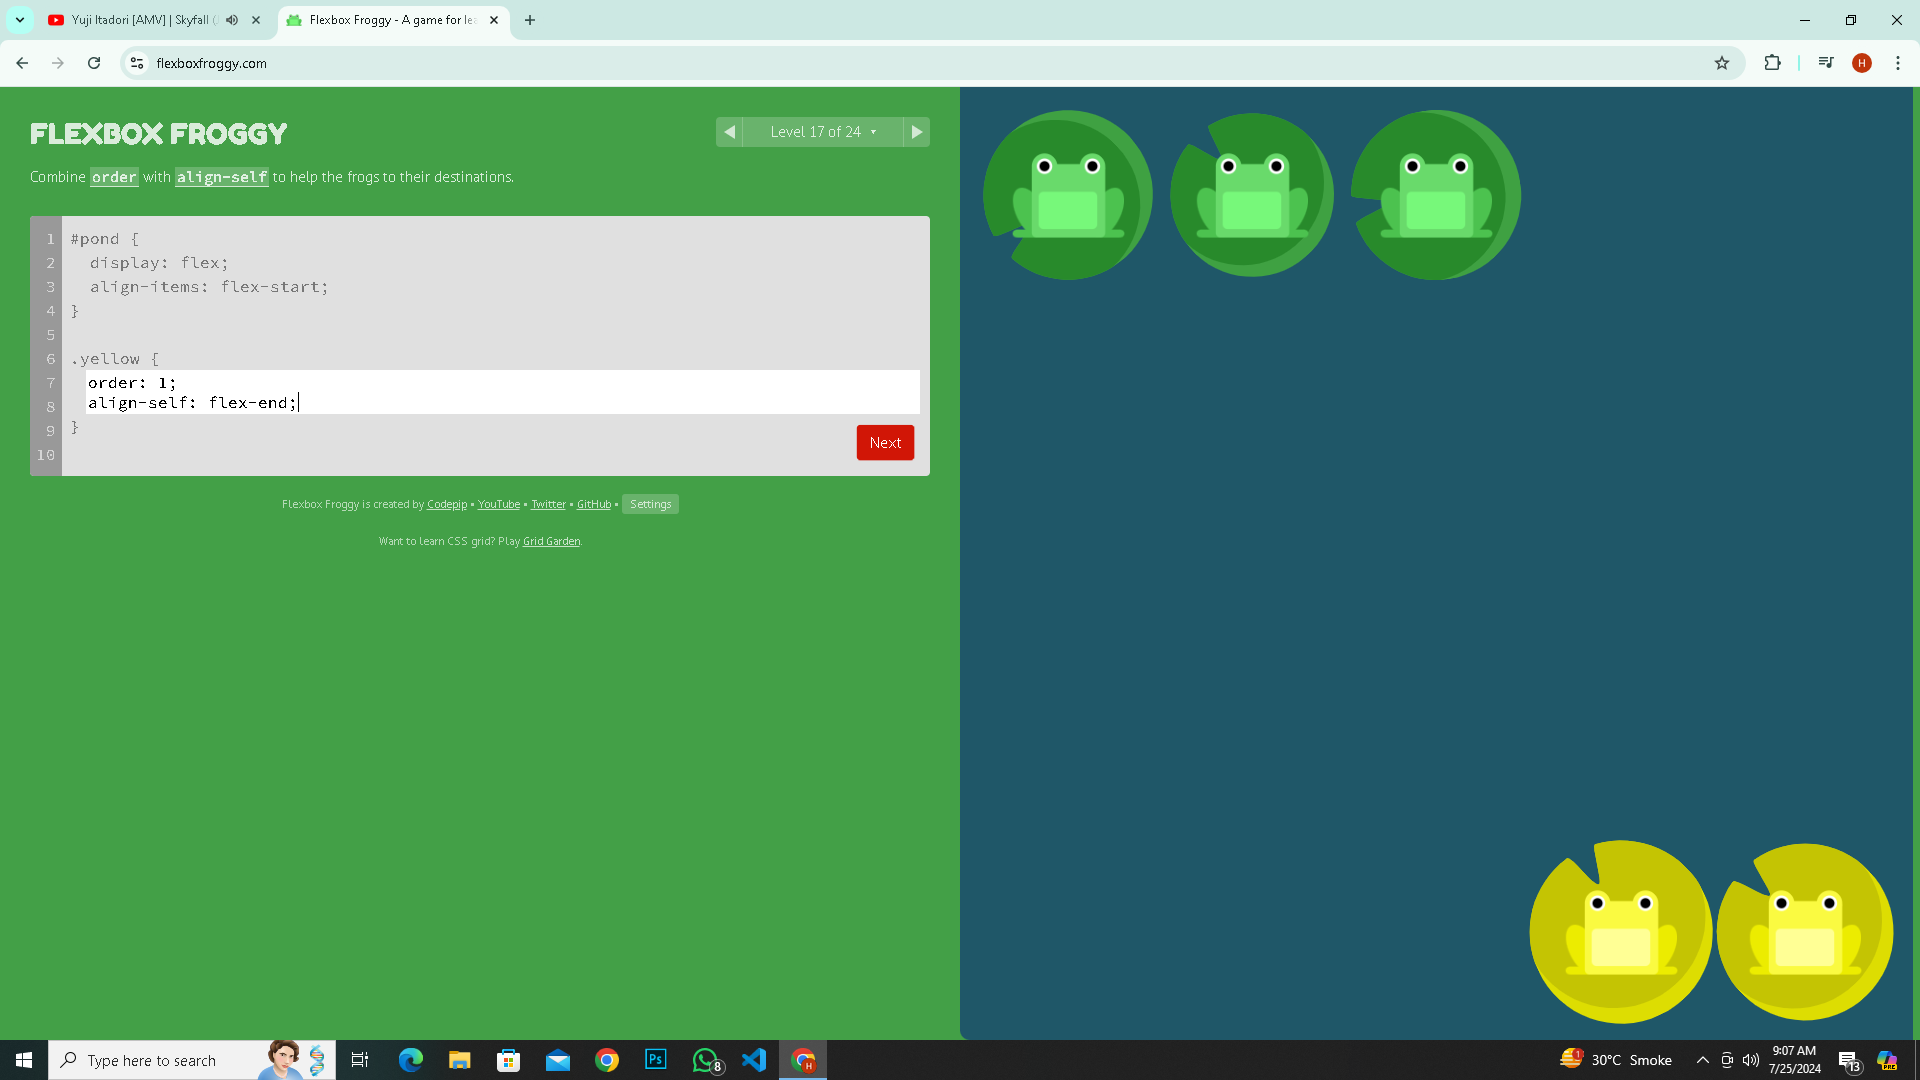 Yuji Itadori [AMV] | Skyfall
Flexbox Froggy - A game for lea
flexboxfroggy.com
H
FLEXBOX FROGGY
Level 17 of 24
Combine order with align-self to help the frogs to their destinations.
1 #pond {
2 display: flex;
3 align-items: flex-start;
4 }
5
6 .yellow {
7 order: 1;
8 align-self: flex-end;
9 }
10
Next
Flexbox Froggy is created by Codepip • YouTube • Twitter • GitHub • Settings
Want to learn CSS grid? Play Grid Garden.
Type here to search
Ps
8
H
1
30°C Smoke
9:07 AM
7/25/2024
13
PRE